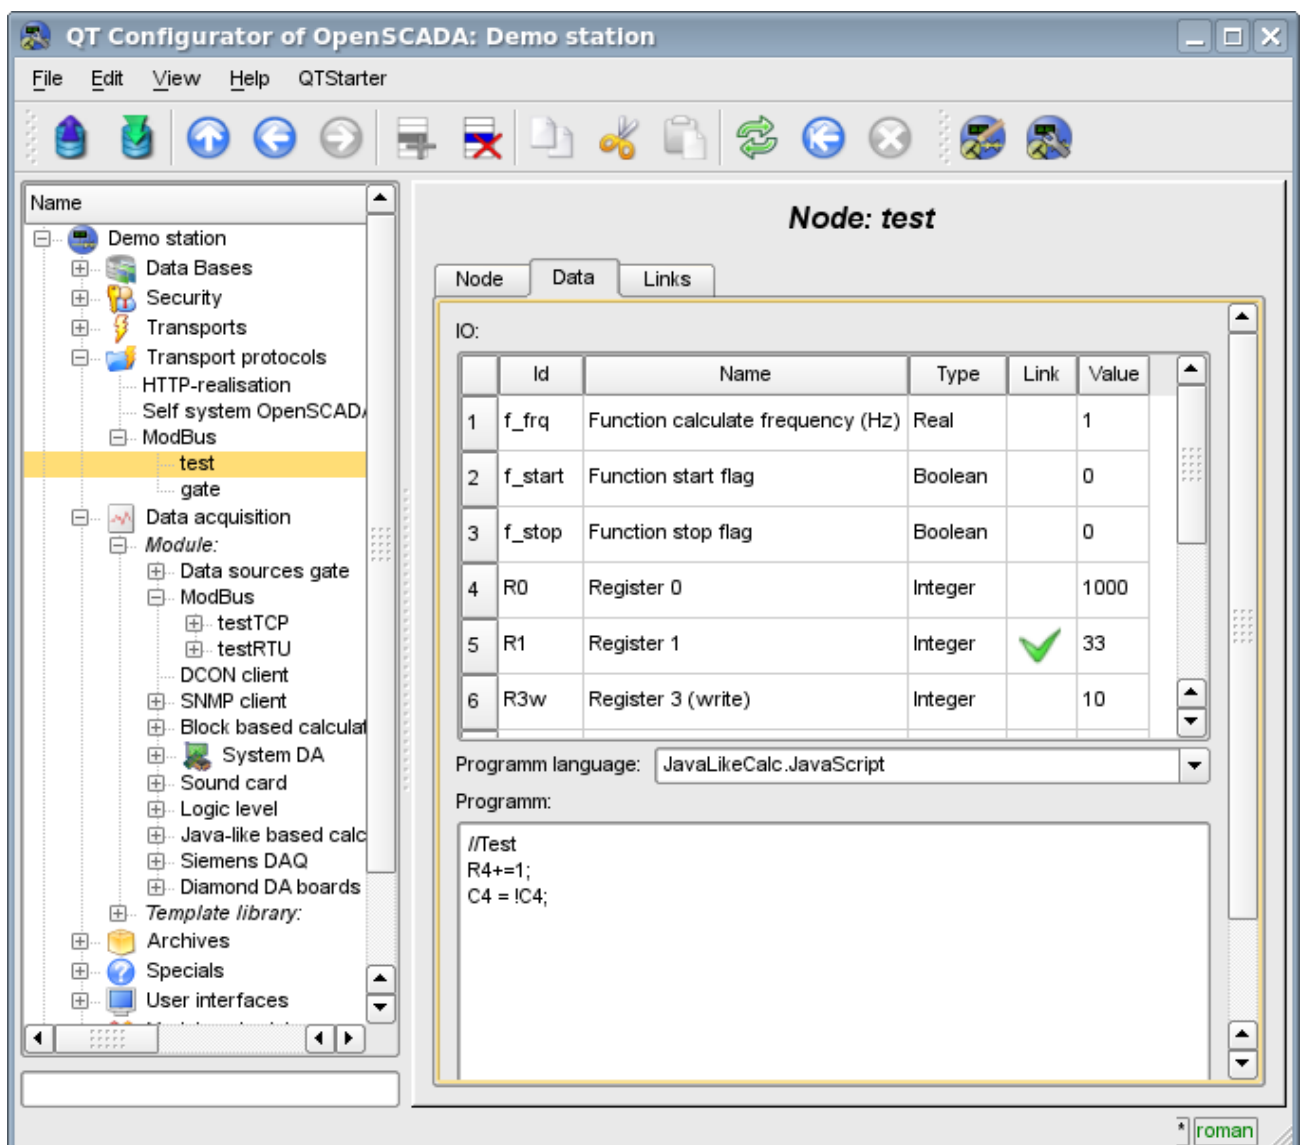 QT Configurator of OpenSCADA: Demo station
File Edit View Help QTStarter
Name
Demo station
Data Bases
Security
Transports
Transport protocols
HTTP-realisation
Self system OpenSCADA
ModBus
test
gate
Data acquisition
Module:
Data sources gate
ModBus
testTCP
testRTU
DCON client
SNMP client
Block based calculat
System DA
Sound card
Logic level
Java-like based calc
Siemens DAQ
Diamond DA boards
Template library:
Archives
Specials
User interfaces
Node: test
Node Data Links
IO:
Id Name Type Link Value
1 f_frq Function calculate frequency (Hz) Real 1
2 f_start Function start flag Boolean 0
3 f_stop Function stop flag Boolean 0
4 R0 Register 0 Integer 1000
5 R1 Register 1 Integer 33
6 R3w Register 3 (write) Integer 10
Programm language: JavaLikeCalc.JavaScript
Programm:
//Test
R4+=1;
C4 = !C4;
* roman